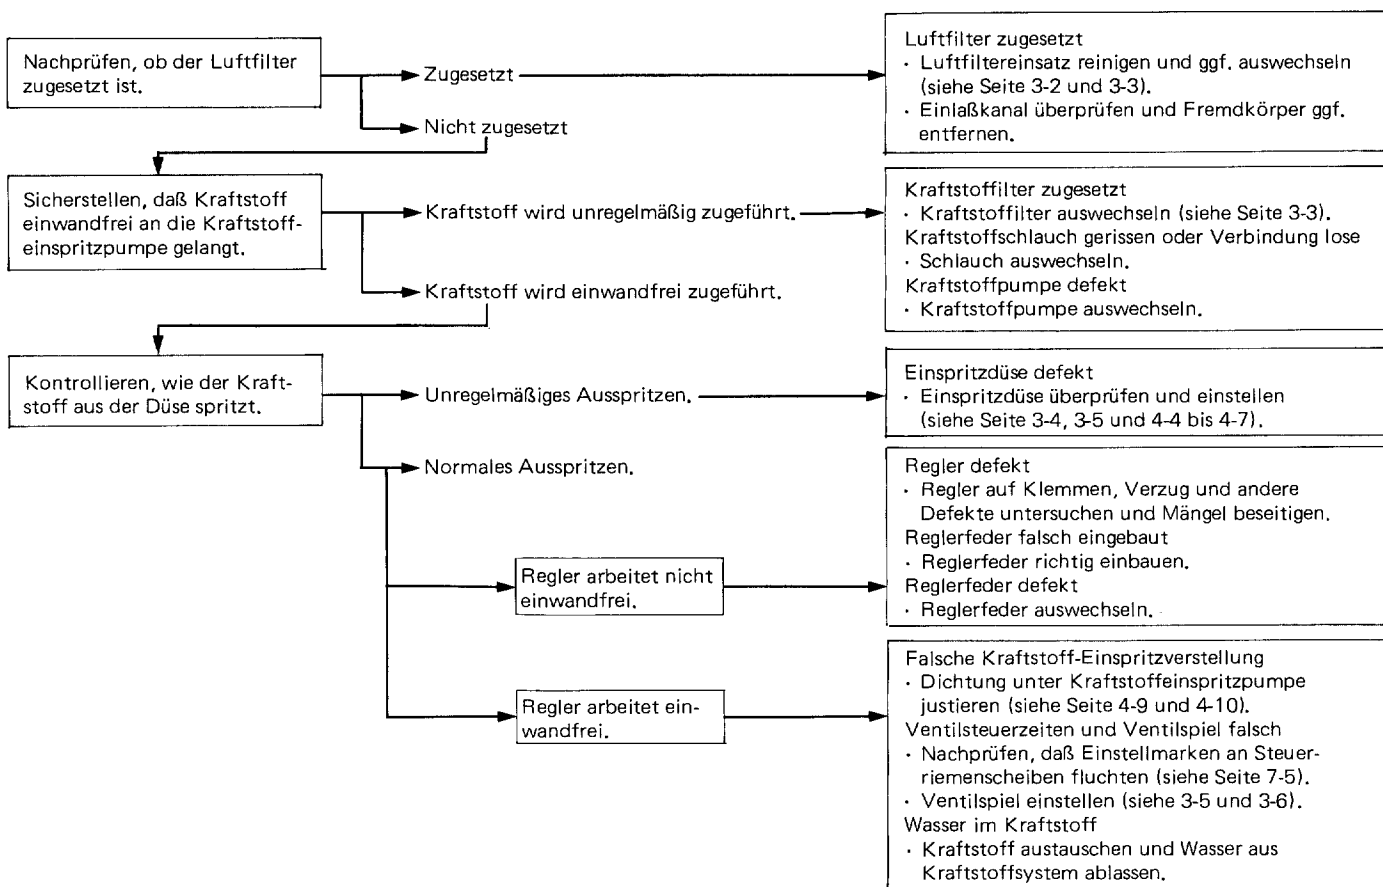 Nachprüfen, ob der Luftfilter
zugesetzt ist.
Zugesetzt
Nicht zugesetzt
Luftfilter zugesetzt
· Luftfiltereinsatz reinigen und ggf. auswechseln
(siehe Seite 3-2 und 3-3).
· Einlaßkanal überprüfen und Fremdkörper ggf.
entfernen.
Sicherstellen, daß Kraftstoff
einwandfrei an die Kraftstoff-
einspritzpumpe gelangt.
Kraftstoff wird unregelmäßig zugeführt.
Kraftstoff wird einwandfrei zugeführt.
Kraftstoffilter zugesetzt
· Kraftstoffilter auswechseln (siehe Seite 3-3).
Kraftstoffschlauch gerissen oder Verbindung lose
· Schlauch auswechseln.
Kraftstoffpumpe defekt
· Kraftstoffpumpe auswechseln.
Kontrollieren, wie der Kraft-
stoff aus der Düse spritzt.
Unregelmäßiges Ausspritzen.
Normales Ausspritzen.
Einspritzdüse defekt
· Einspritzdüse überprüfen und einstellen
(siehe Seite 3-4, 3-5 und 4-4 bis 4-7).
Regler arbeitet nicht
einwandfrei.
Regler defekt
· Regler auf Klemmen, Verzug und andere
Defekte untersuchen und Mängel beseitigen.
Reglerfeder falsch eingebaut
· Reglerfeder richtig einbauen.
Reglerfeder defekt
· Reglerfeder auswechseln.
Regler arbeitet ein-
wandfrei.
Falsche Kraftstoff-Einspritzverstellung
· Dichtung unter Kraftstoffeinspritzpumpe
justieren (siehe Seite 4-9 und 4-10).
Ventilsteuerzeiten und Ventilspiel falsch
· Nachprüfen, daß Einstellmarken an Steuer-
riemenscheiben fluchten (siehe Seite 7-5).
· Ventilspiel einstellen (siehe 3-5 und 3-6).
Wasser im Kraftstoff
· Kraftstoff austauschen und Wasser aus
Kraftstoffsystem ablassen.